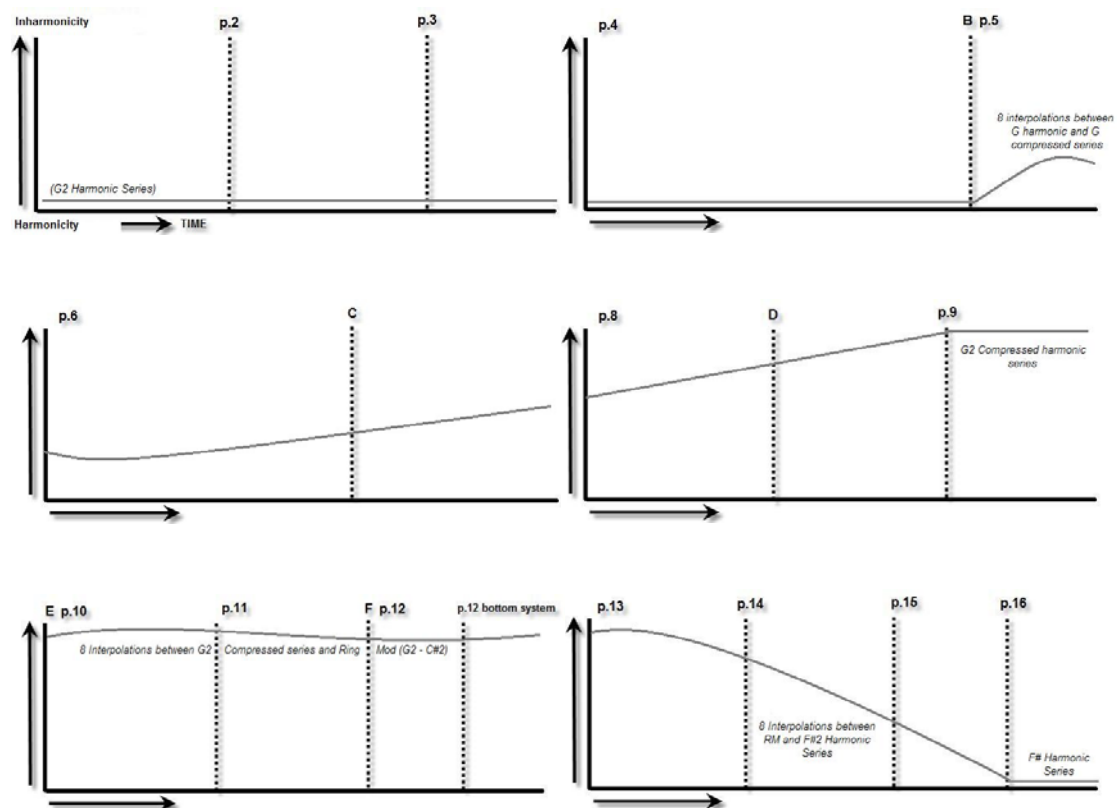 Inharmonicity
p.2
p.3
(G2 Harmonic Series)
Harmonicity
TIME
p.4
B p.5
8 interpolations between
G harmonic and G
compressed series
p.6
C
p.8
D
p.9
G2 Compressed harmonic
series
E p.10
p.11
F p.12
p.12 bottom system
8 Interpolations between G2
Compressed series and Ring
Mod (G2 - C#2)
p.13
p.14
p.15
p.16
8 Interpolations between
RM and F#2 Harmonic
Series
F# Harmonic
Series